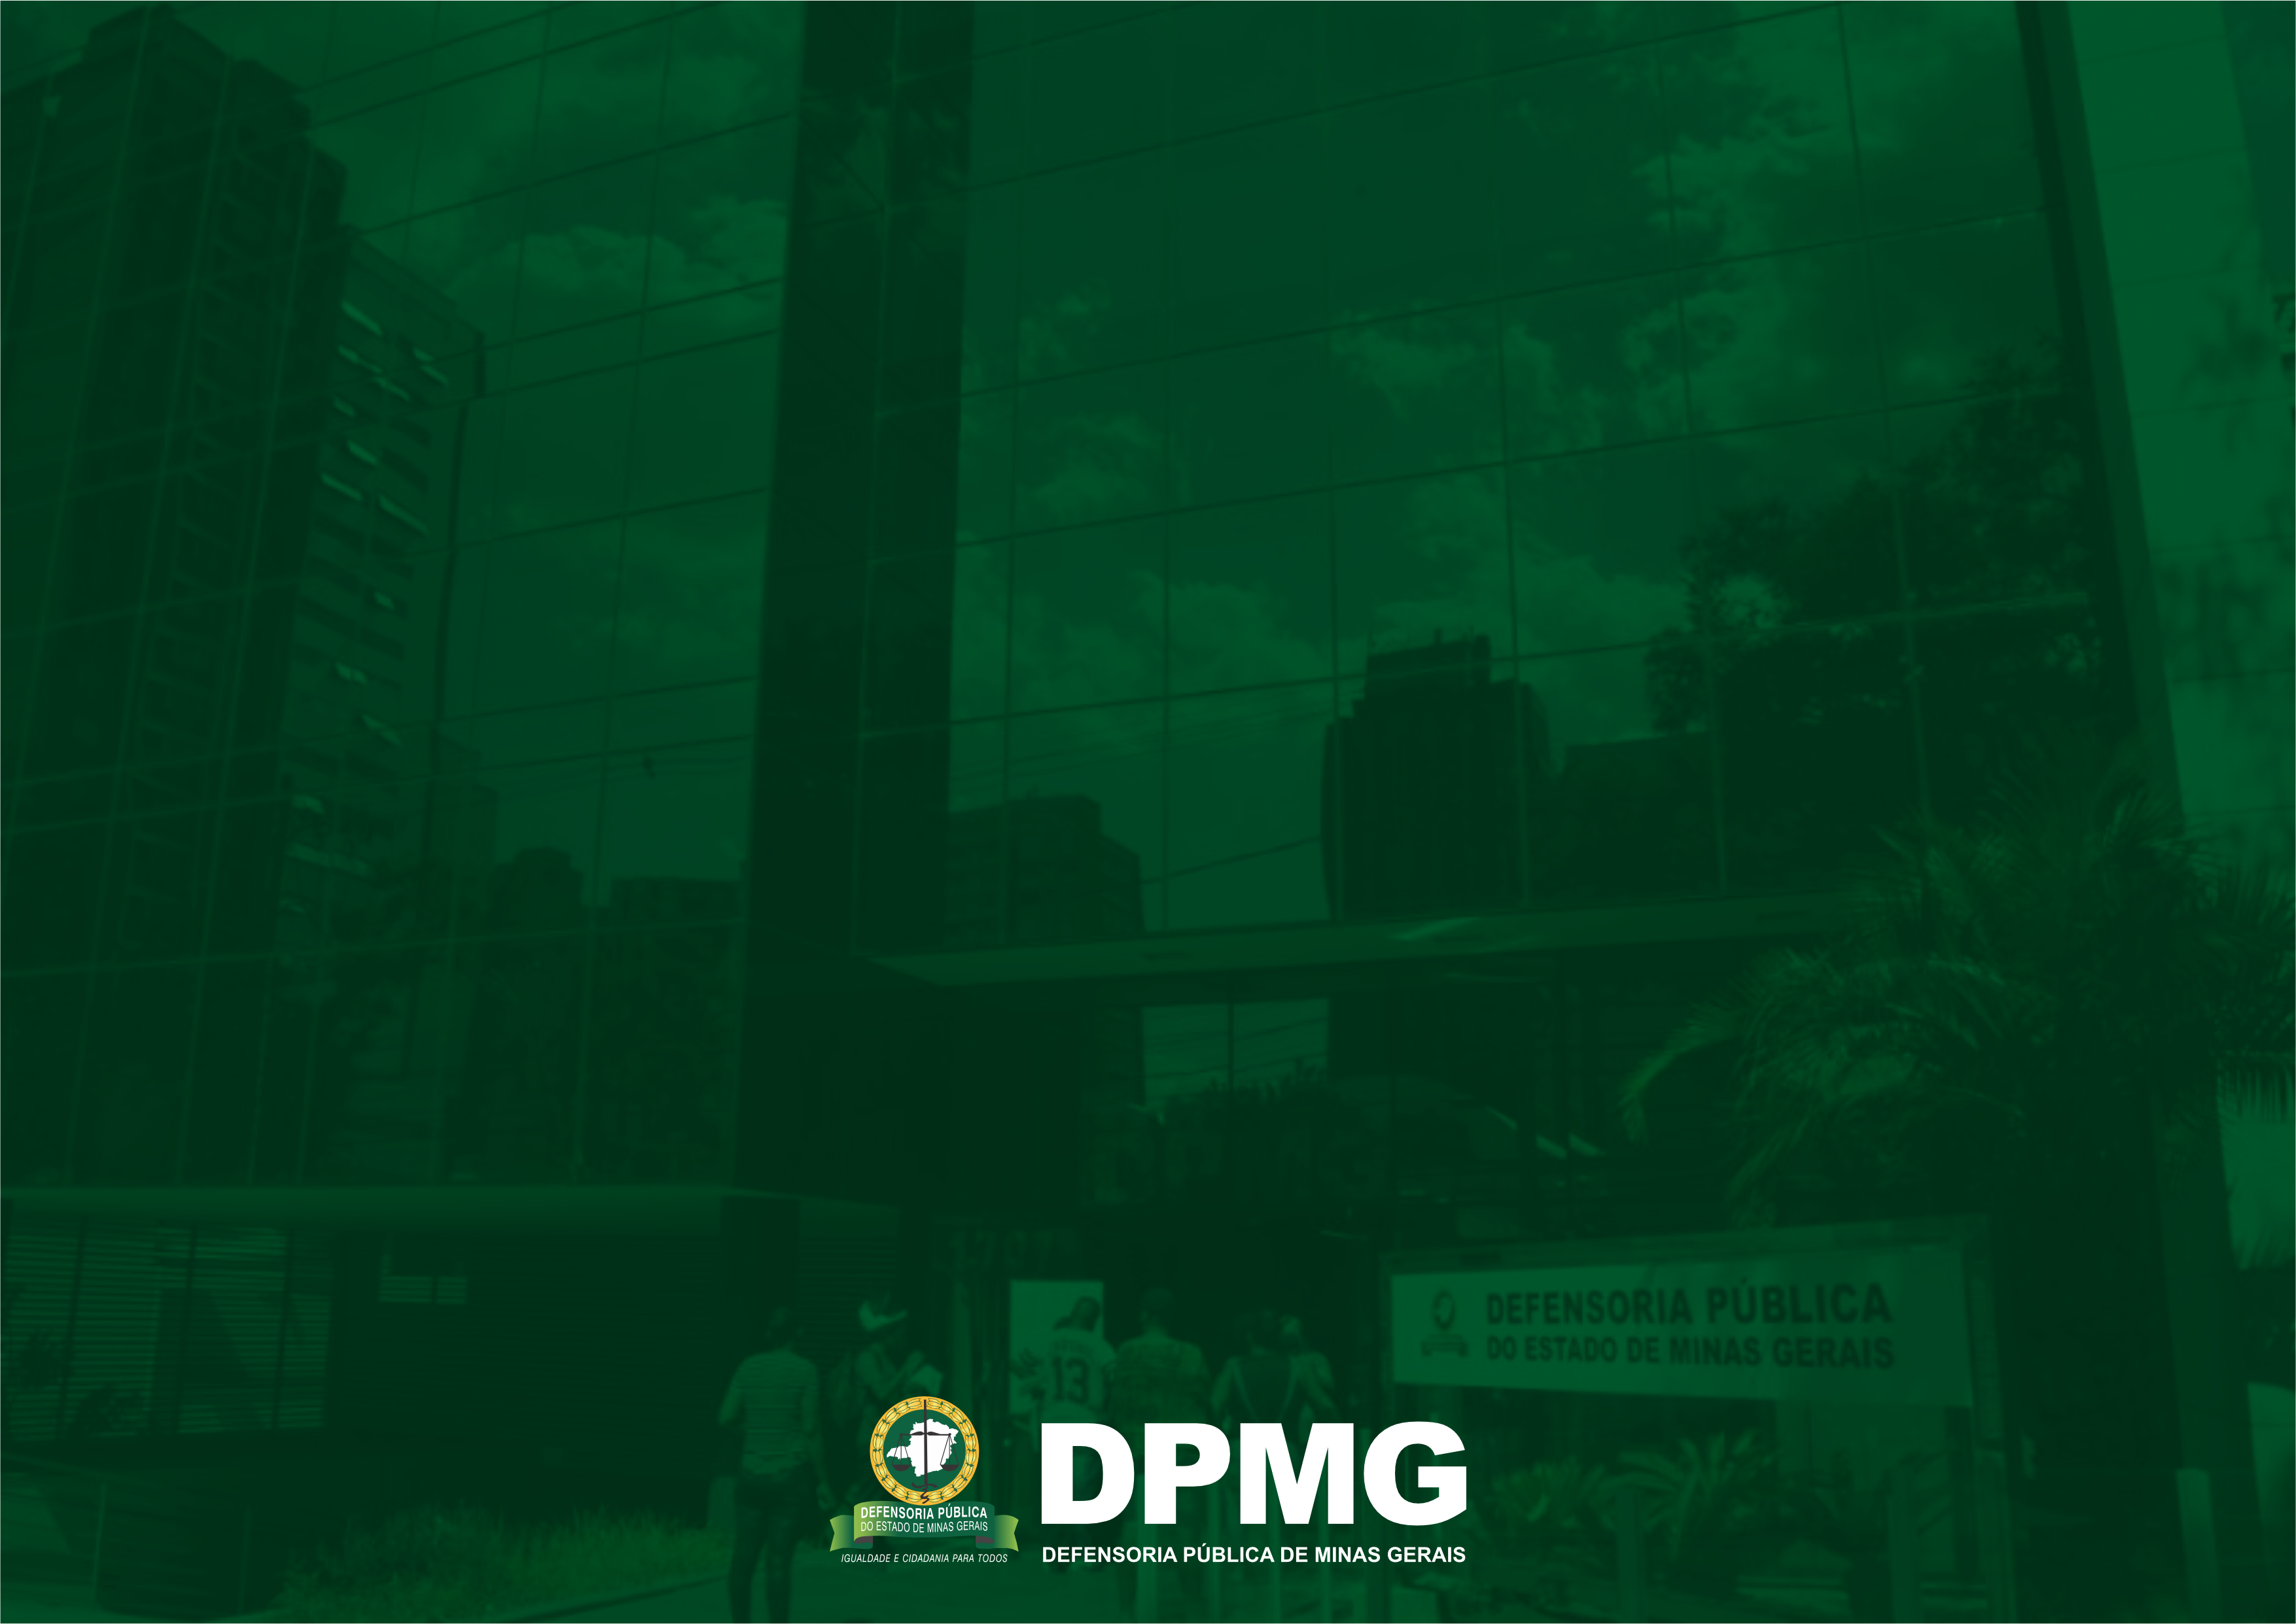 DEFENSORIA PÚBLICA
DO ESTADO DE MINAS GERAIS
13
DEFENSORIA PÚBLICA
DO ESTADO DE MINAS GERAIS
IGUALDADE E CIDADANIA PARA TODOS
DPMG
DEFENSORIA PÚBLICA DE MINAS GERAIS